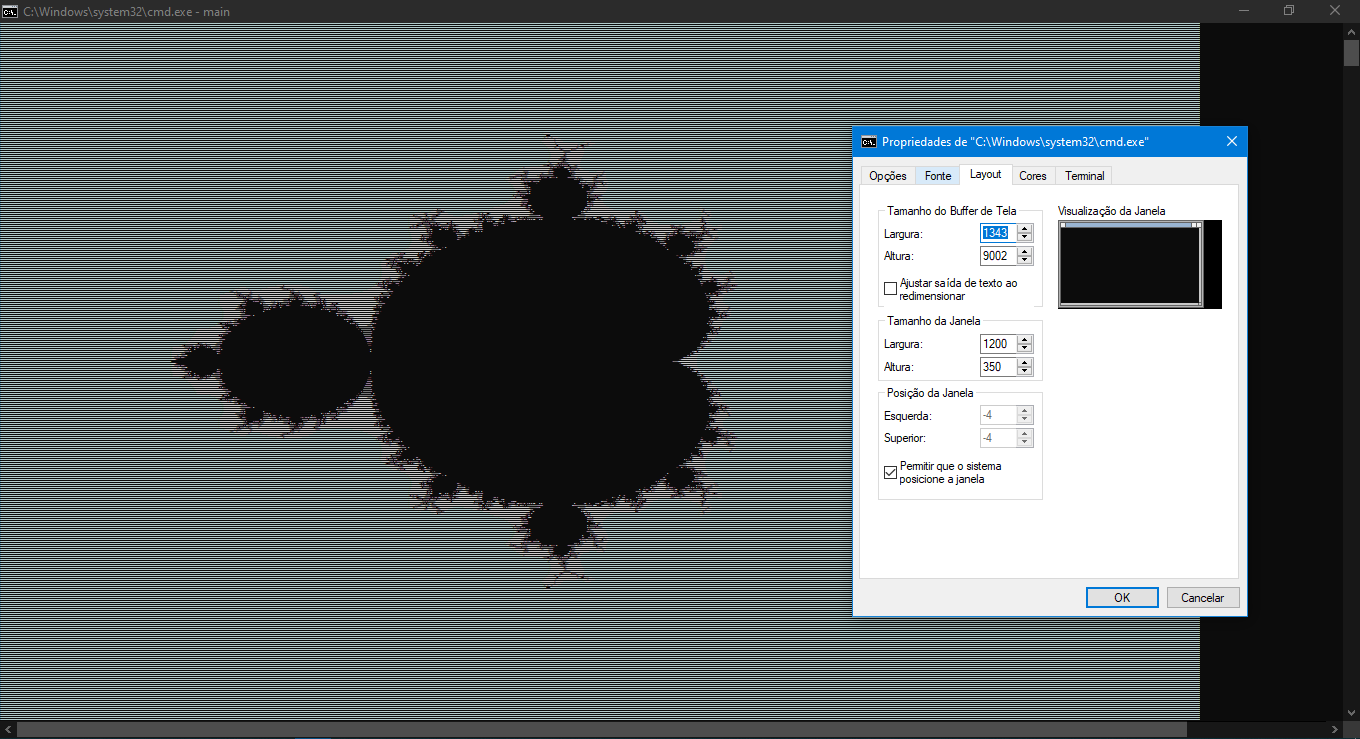 C:\Windows\system32\cmd.exe - main
Propriedades de "C:\Windows\system32\cmd.exe"
Opções Fonte Layout Cores Terminal
Tamanho do Buffer de Tela
Largura: 1343
Altura: 9002
Ajustar saída de texto ao
redimensionar
Tamanho da Janela
Largura: 1200
Altura: 350
Posição da Janela
Esquerda: -4
Superior: -4
Permitir que o sistema
posicione a janela
Visualização da Janela
OK Cancelar